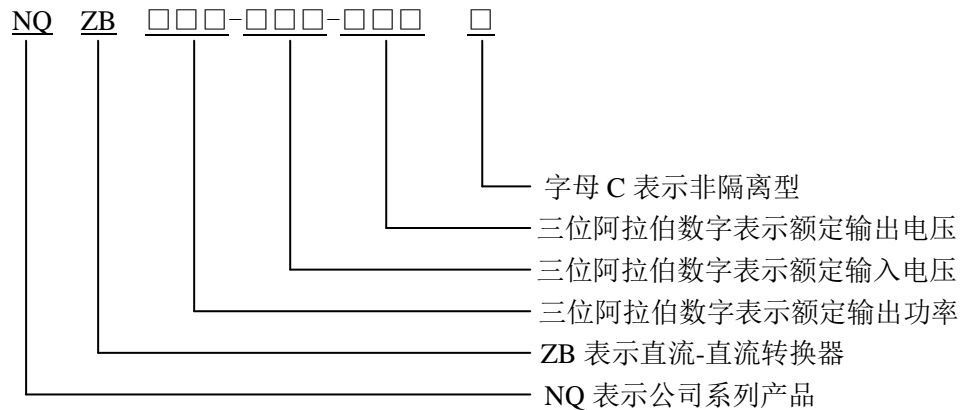 NQ ZB □□□-□□□-□□□ □
字母 C 表示非隔离型
三位阿拉伯数字表示额定输出电压
三位阿拉伯数字表示额定输入电压
三位阿拉伯数字表示额定输出功率
ZB 表示直流-直流转换器
NQ 表示公司系列产品